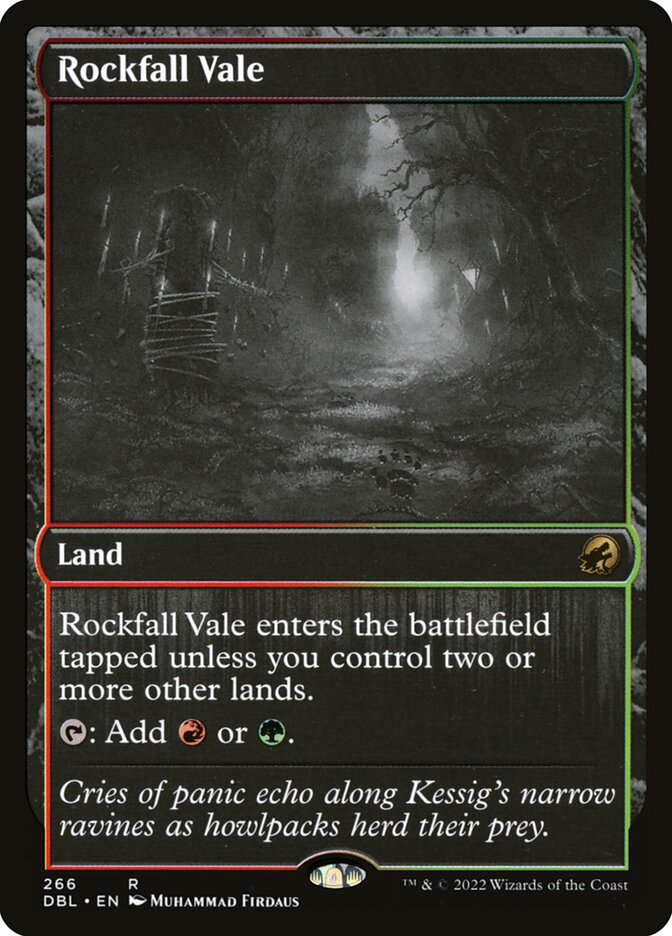 Rockfall Vale
Land
Rockfall Vale enters the battlefield
tapped unless you control two or
more other lands.
: Add or .
Cries of panic echo along Kessig's narrow
ravines as howlpacks herd their prey.
266 R
DBL • EN Muhammad Firdaus
™ & © 2022 Wizards of the Coast